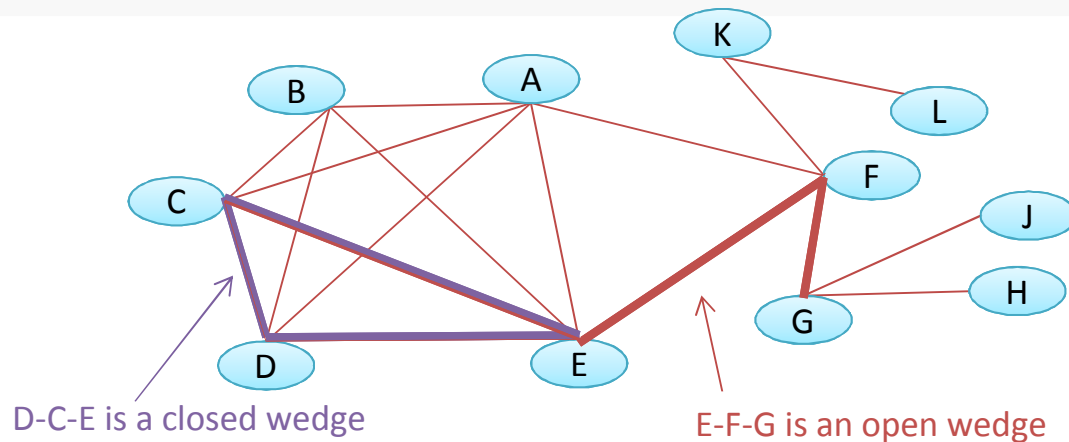 K
A
B
L
F
C
J
H
G
D
E
D-C-E is a closed wedge
E-F-G is an open wedge